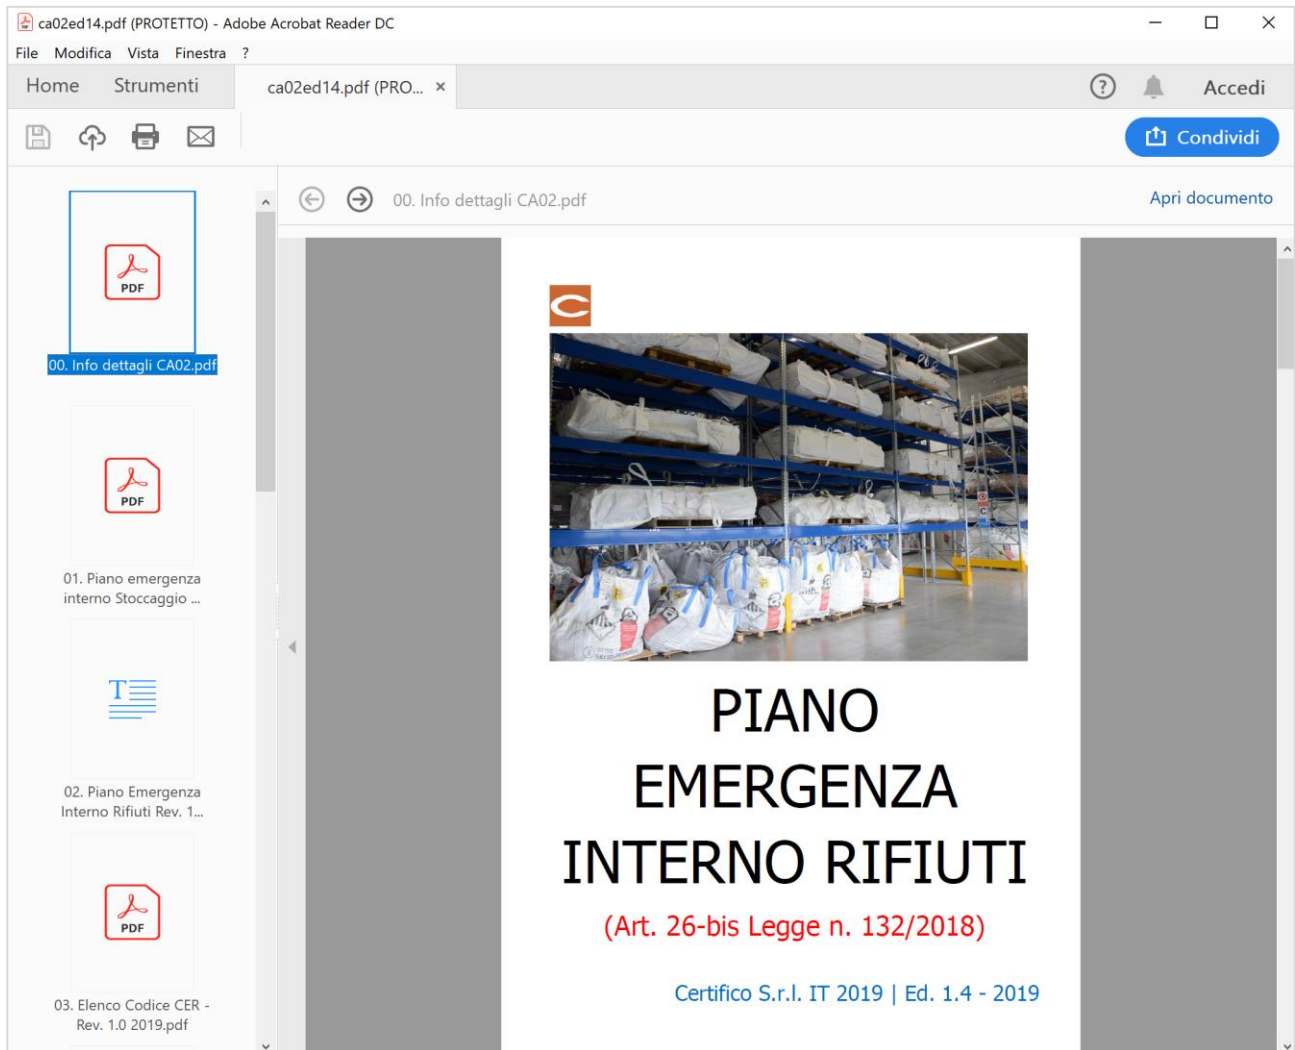 ca02ed14.pdf (PROTETTO) - Adobe Acrobat Reader DC
File Modifica Vista Finestra ?
Home Strumenti ca02ed14.pdf (PRO... ×
? Accedi
Condividi
00. Info dettagli CA02.pdf
Apri documento
PDF
00. Info dettagli CA02.pdf
PDF
01. Piano emergenza
interno Stoccaggio ...
T
02. Piano Emergenza
Interno Rifiuti Rev. 1...
PDF
03. Elenco Codice CER -
Rev. 1.0 2019.pdf
C
PIANO
EMERGENZA
INTERNO RIFIUTI
(Art. 26-bis Legge n. 132/2018)
Certifico S.r.l. IT 2019 | Ed. 1.4 - 2019